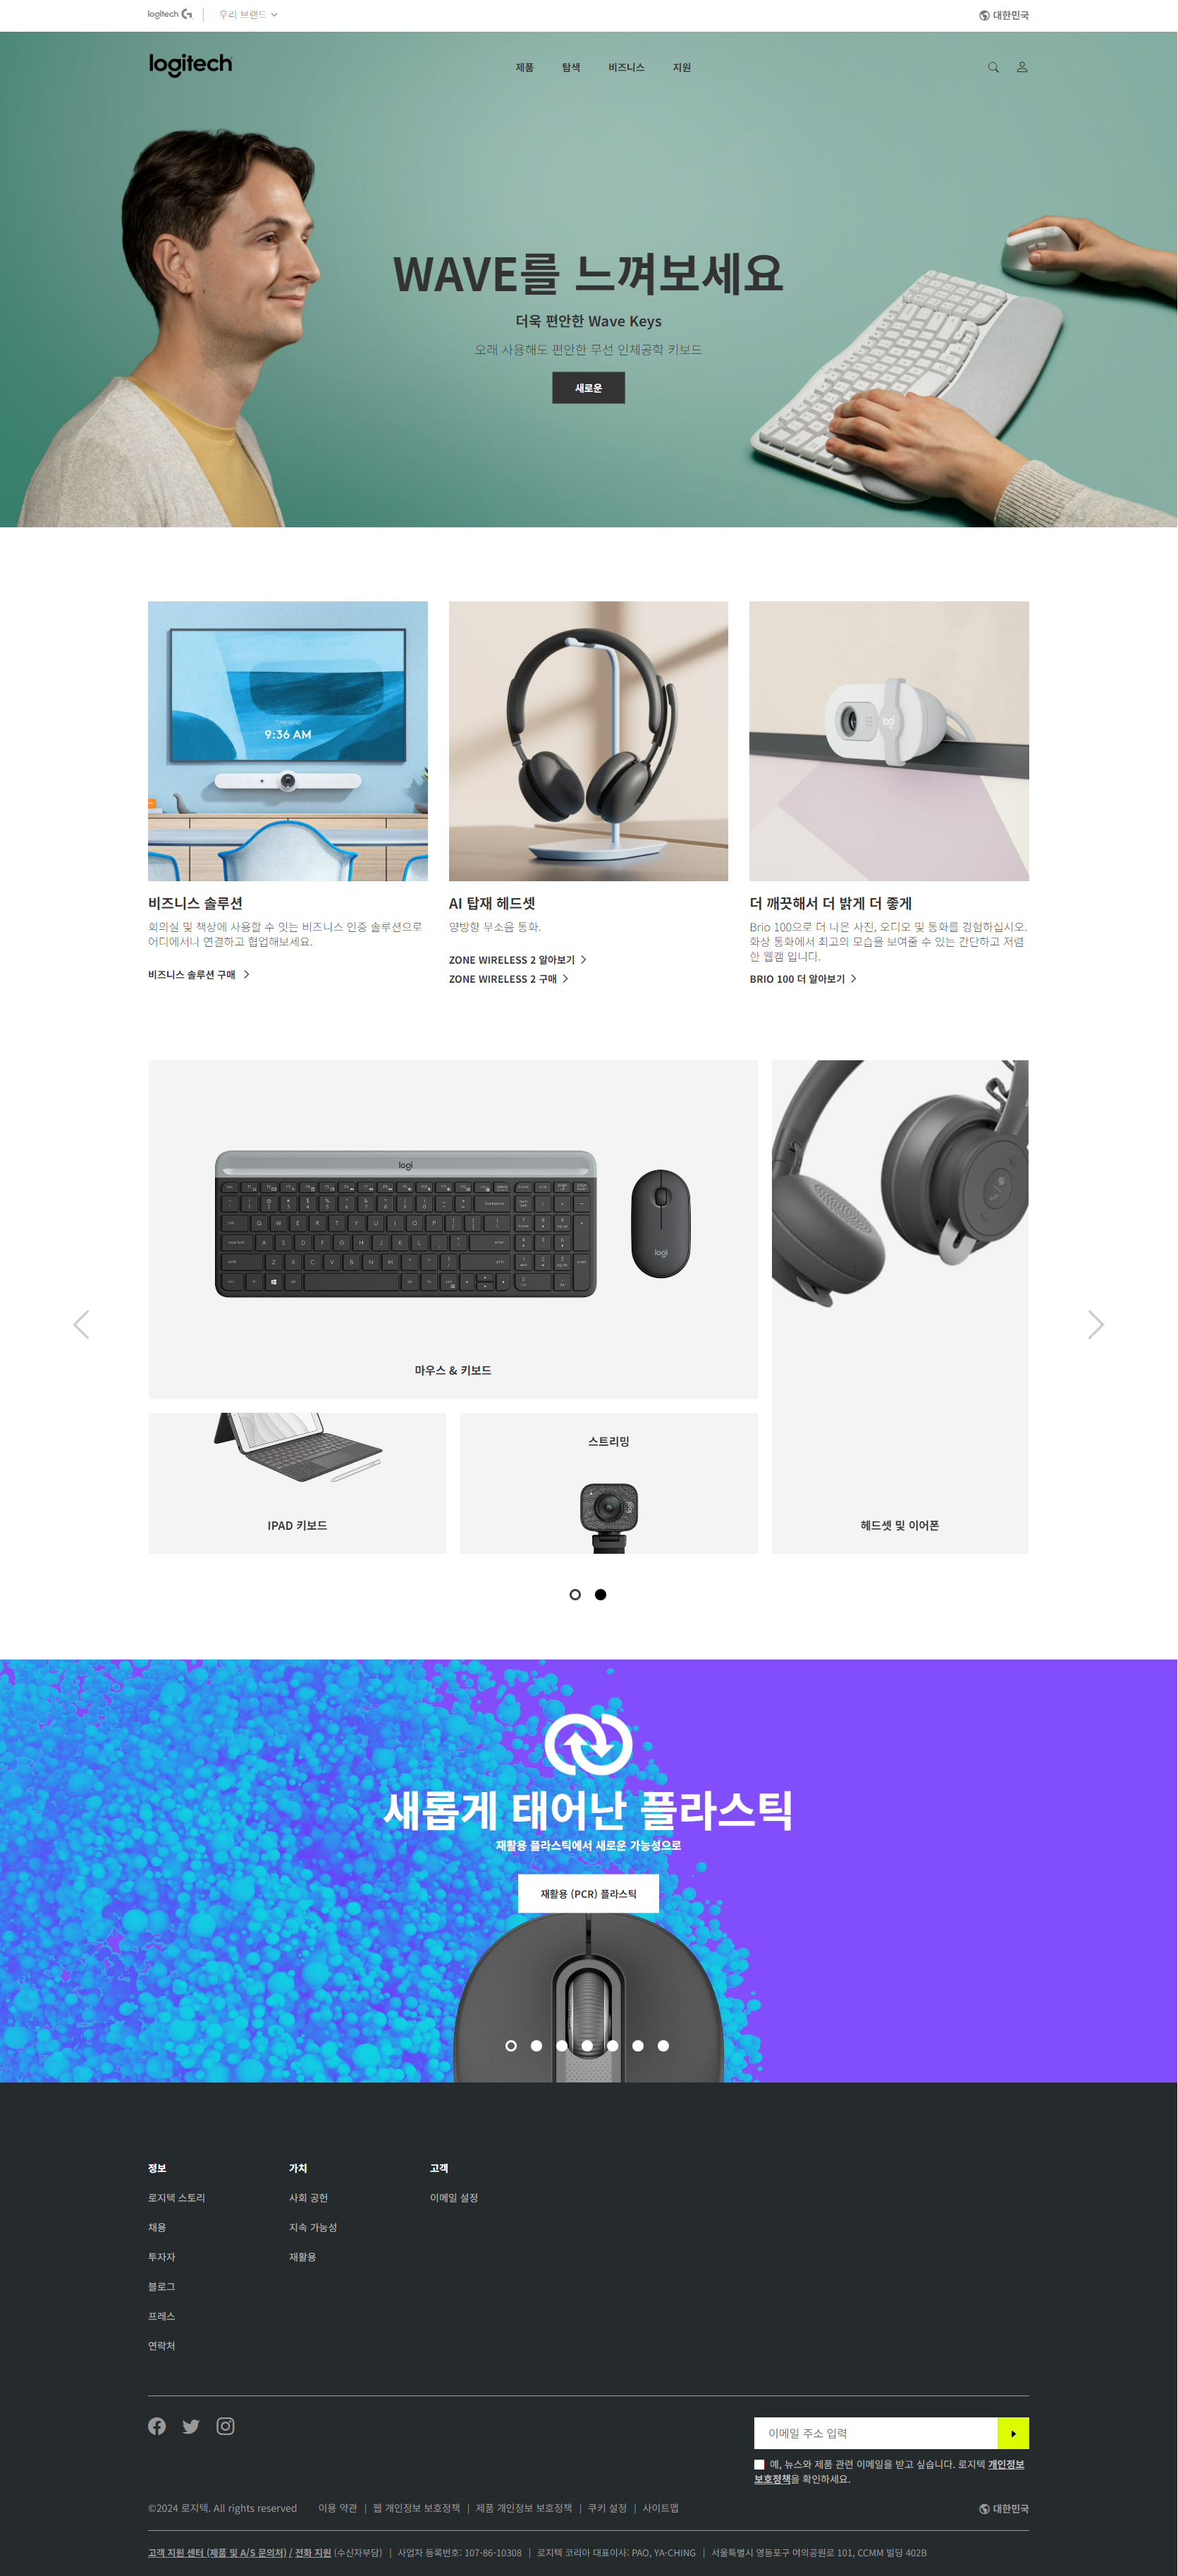 logitech G
우리 브랜드
대한민국
logitech
제품 탐색 비즈니스 지원
WAVE를 느껴보세요
더욱 편안한 Wave Keys
오래 사용해도 편안한 무선 인체공학 키보드
새로운
9:36 AM
logi
비즈니스 솔루션
회의실 및 책상에 사용할 수 잇는 비즈니스 인증 솔루션으로
어디에서나 연결하고 협업해보세요.
비즈니스 솔루션 구매
AI 탑재 헤드셋
양방향 무소음 통화.
ZONE WIRELESS 2 알아보기
ZONE WIRELESS 2 구매
더 깨끗해서 더 밝게 더 좋게
Brio 100으로 더 나은 사진, 오디오 및 통화를 경험하십시오.
화상 통화에서 최고의 모습을 보여줄 수 있는 간단하고 저렴
한 웹캠 입니다.
BRIO 100 더 알아보기
logi
logi
마우스 & 키보드
IPAD 키보드
스트리밍
logi
헤드셋 및 이어폰
새롭게 태어난 플라스틱
재활용 플라스틱에서 새로운 가능성으로
재활용 (PCR) 플라스틱
정보
로지텍 스토리
채용
투자자
블로그
프레스
연락처
가치
사회 공헌
지속 가능성
재활용
고객
이메일 설정
이메일 주소 입력
예, 뉴스와 제품 관련 이메일을 받고 싶습니다. 로지텍 개인정보
보호정책을 확인하세요.
©2024 로지텍. All rights reserved 이용 약관 | 웹 개인정보 보호정책 | 제품 개인정보 보호정책 | 쿠키 설정 | 사이트맵
대한민국
고객 지원 센터 (제품 및 A/S 문의처) / 전화 지원 (수신자부담) | 사업자 등록번호: 107-86-10308 | 로지텍 코리아 대표이사: PAO, YA-CHING | 서울특별시 영등포구 여의공원로 101, CCMM 빌딩 402B